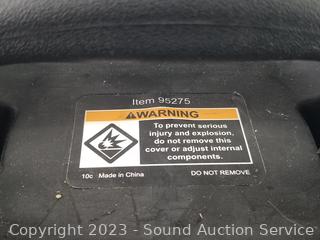 Item 95275
WARNING
To prevent serious
injury and explosion,
do not remove this
cover or adjust internal
components.
10c Made in China DO NOT REMOVE
Copyright 2023 - Sound Auction Service